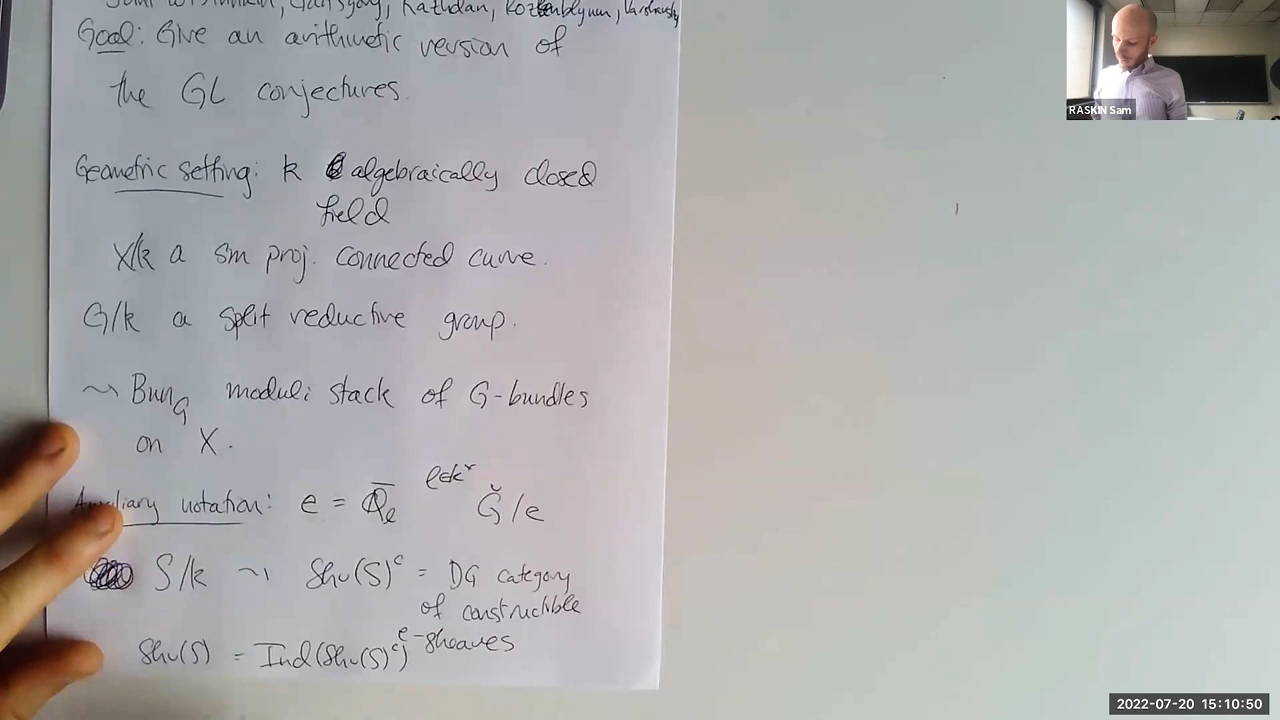 Goal: Give an arithmetic version of
the GL conjectures.
Geometric setting: k algebraically closed
field
X/k a sm proj. connected curve.
G/k a split reductive group.
⇝ Bun_G moduli stack of G-bundles
on X.
Auxiliary notation: e = \bar{Q}_ℓ ℓ∈k^× Ǧ/e
S/k ⇝ Shv(S)^c = DG category
of constructible
e-sheaves
Shv(S) = Ind(Shv(S)^c)
RASKIN Sam
2022-07-20 15:10:50